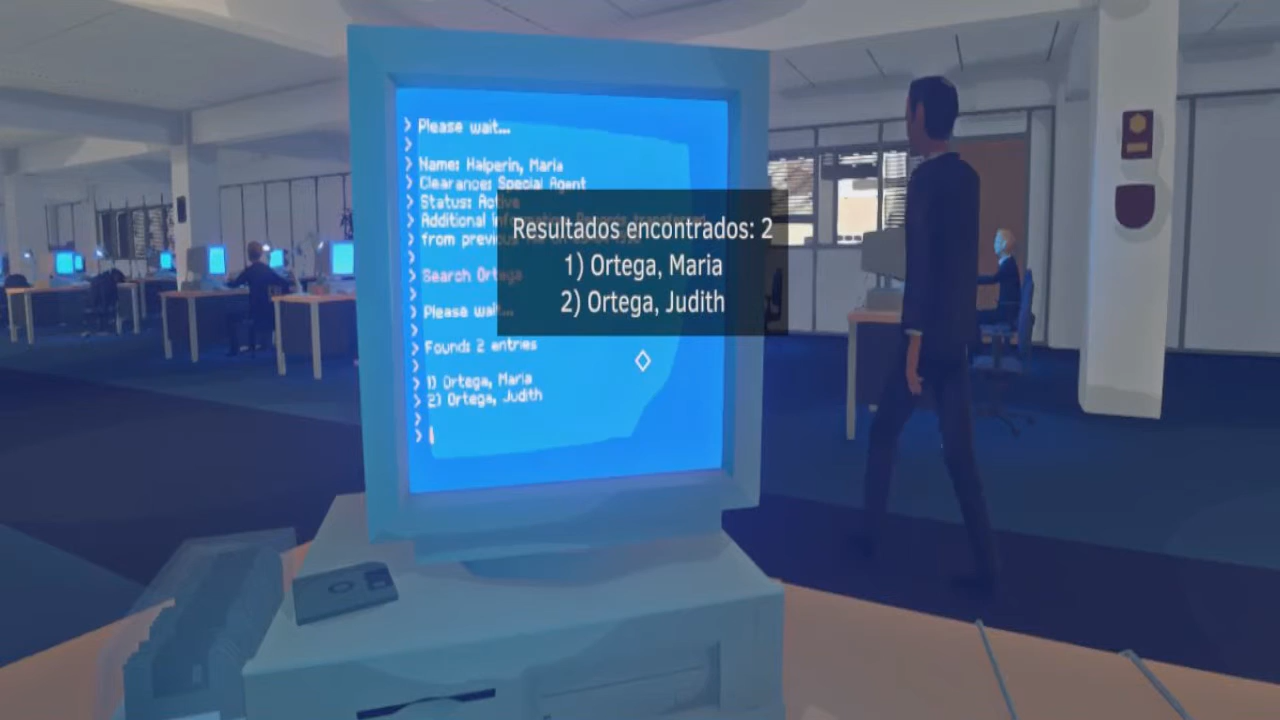 > Please wait...
>
> Name: Halperin, Maria
> Clearance: Special Agent
> Status: Active
> Additional
> from
>
> Search Ortega
>
> Please wait...
>
> Found: 2 entries
>
> 1) Ortega, Maria
> 2) Ortega, Judith
>
>
Resultados encontrados: 2
1) Ortega, Maria
2) Ortega, Judith